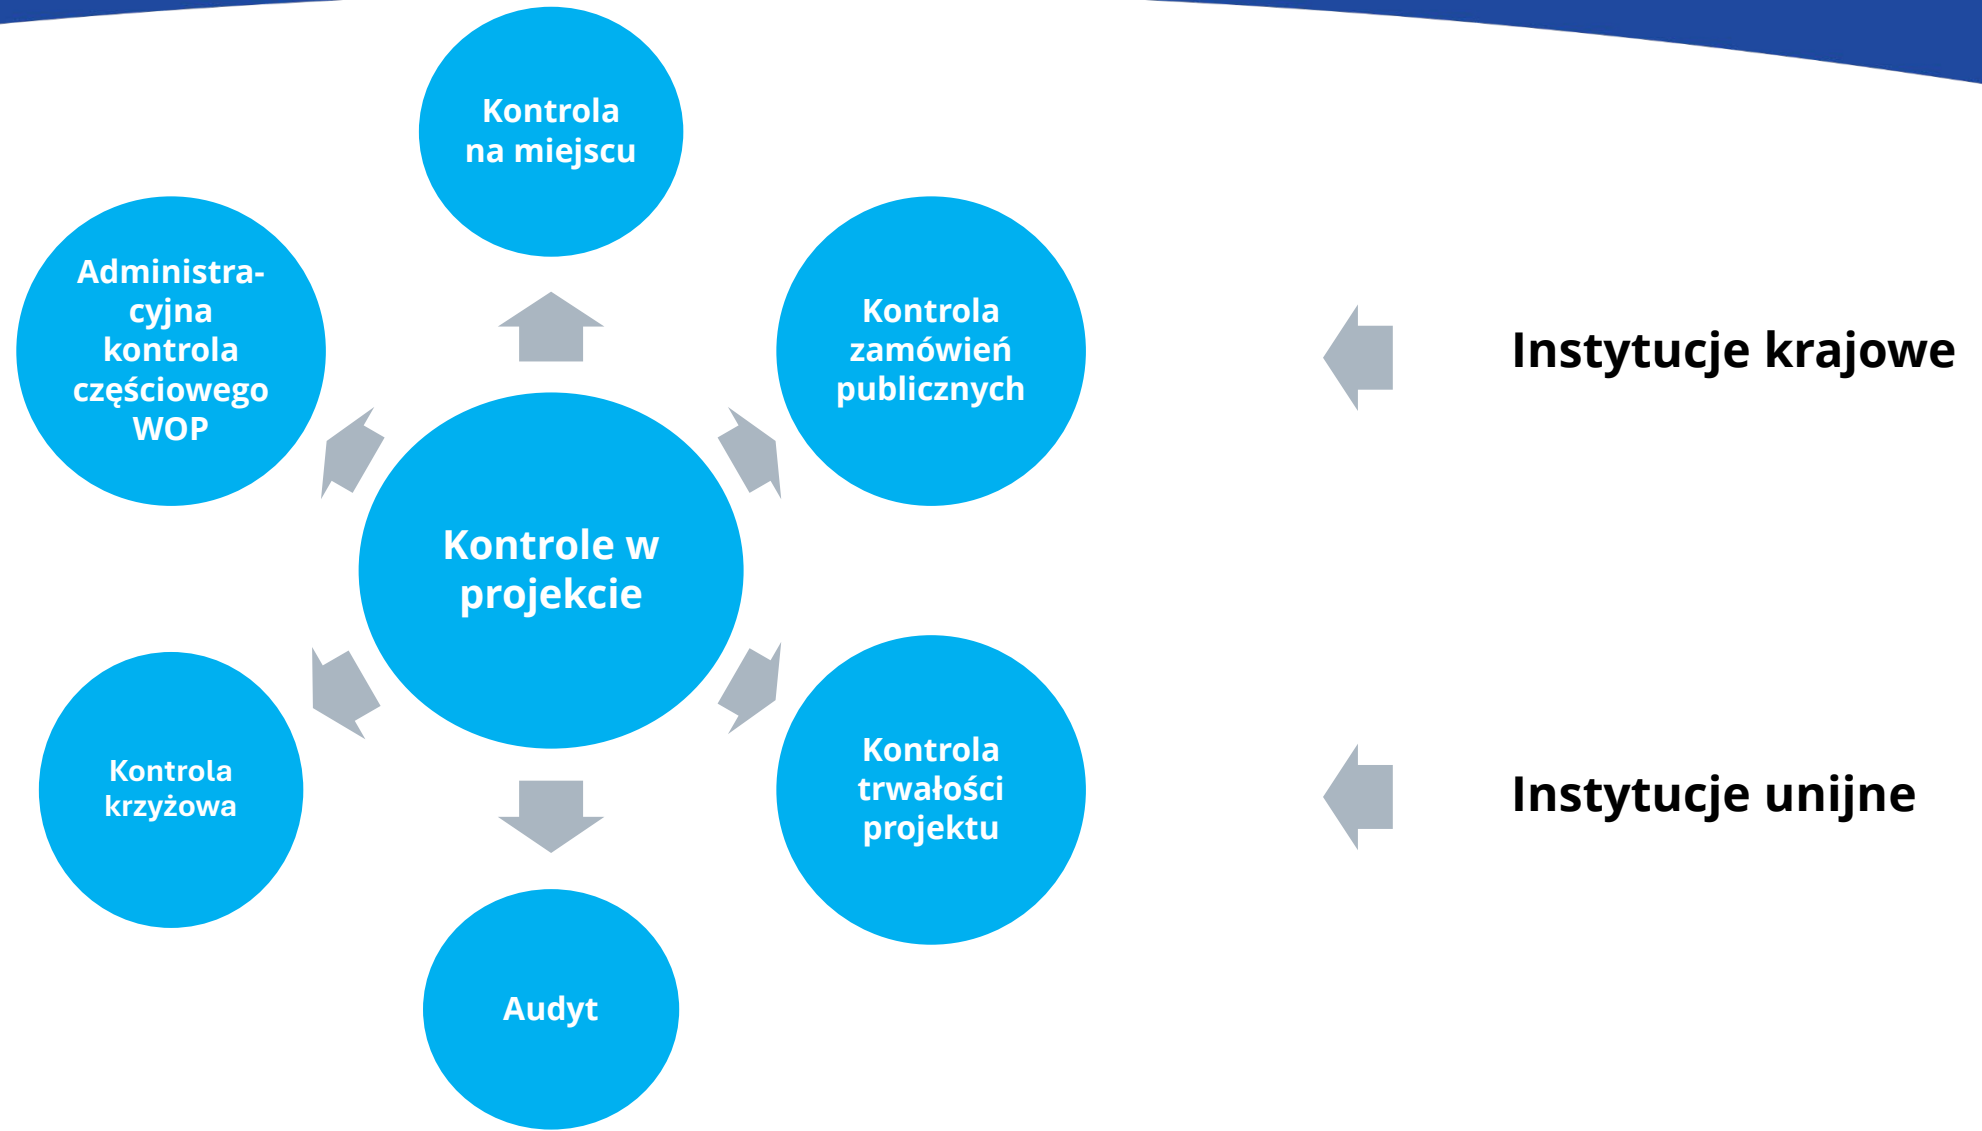 Kontrola
na miejscu
Administra-
cyjna
kontrola
częściowego
WOP
Kontrola
zamówień
publicznych
Instytucje krajowe
Kontrole w
projekcie
Kontrola
krzyżowa
Kontrola
trwałości
projektu
Instytucje unijne
Audyt